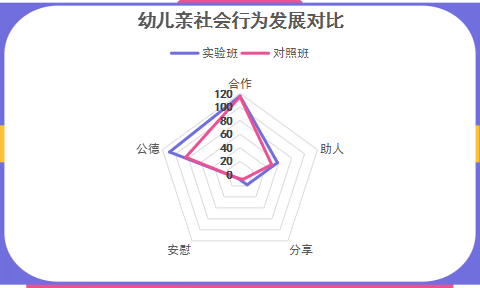 幼儿亲社会行为发展对比
实验班 对照班
合作
120
100
80
60
40
20
0
公德
助人
安慰
分享